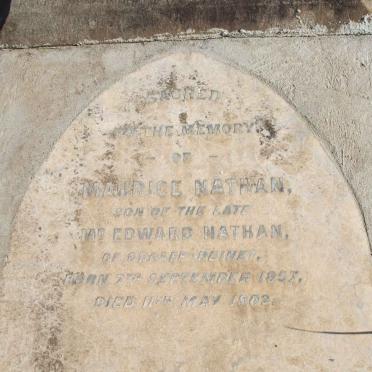 SACRED
TO THE MEMORY
— OF —
MAURICE NATHAN,
SON OF THE LATE
MR EDWARD NATHAN,
OF GRAAFF-REINET,
BORN 7TH SEPTEMBER 1857,
DIED 11TH MAY 1902.